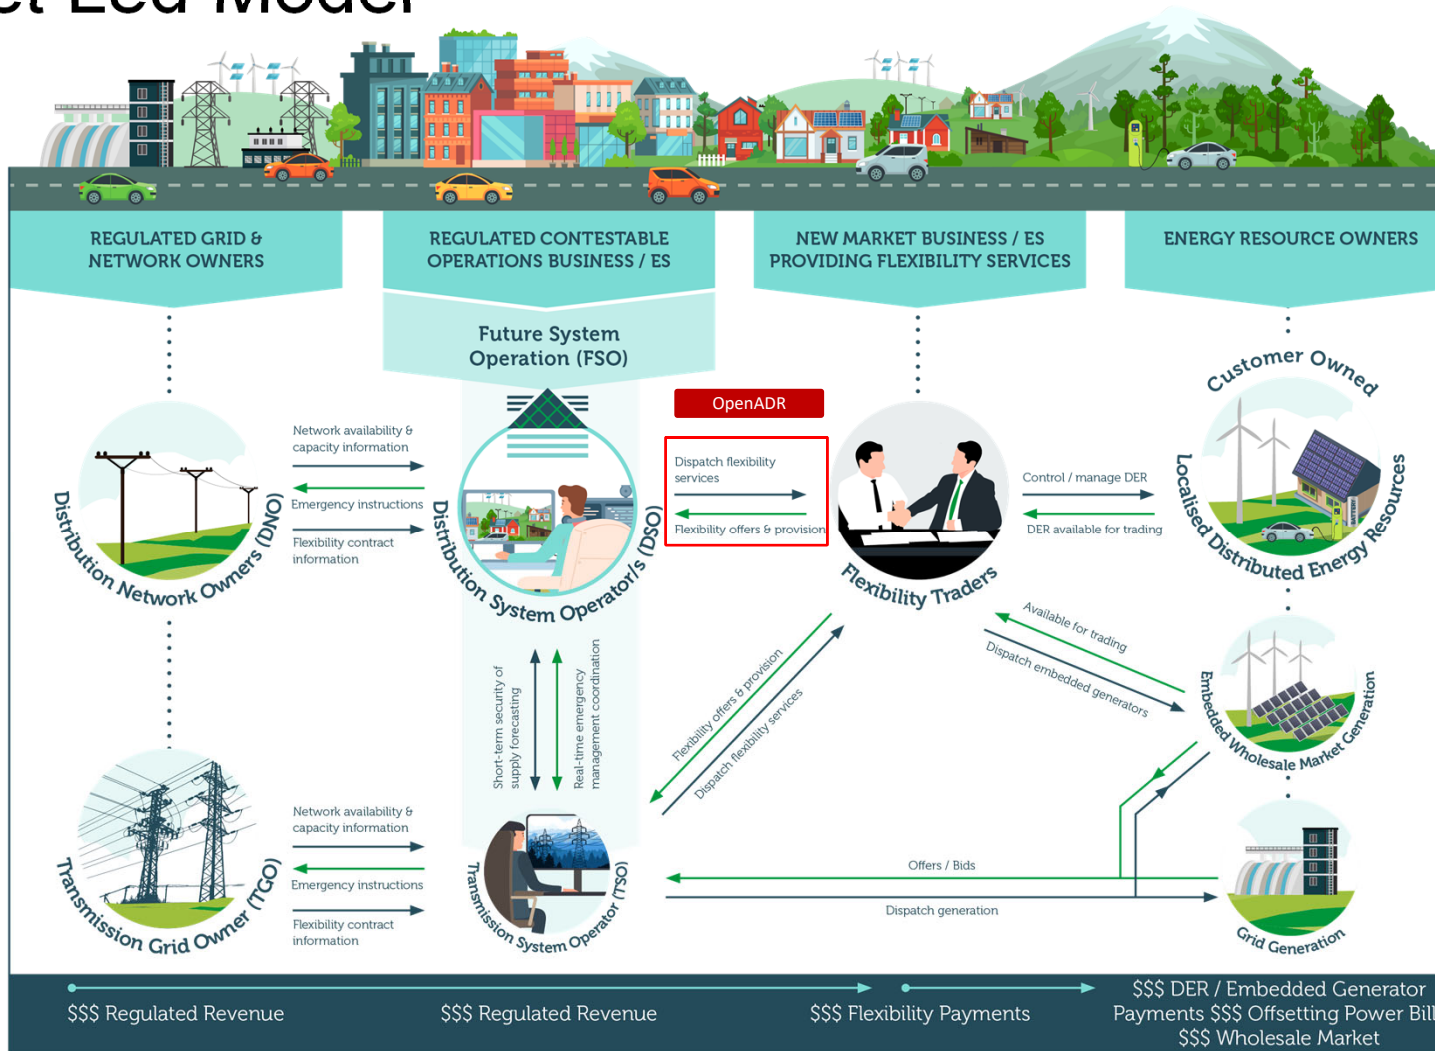 Led Model
REGULATED GRID &
NETWORK OWNERS
REGULATED CONTESTABLE
OPERATIONS BUSINESS / ES
NEW MARKET BUSINESS / ES
PROVIDING FLEXIBILITY SERVICES
ENERGY RESOURCE OWNERS
Future System
Operation (FSO)
OpenADR
Customer Owned
Network availability &
capacity information
Emergency instructions
Flexibility contract
information
Dispatch flexibility
services
Flexibility offers & provision
Control / manage DER
DER available for trading
Distribution Network Owners (DNO)
Distribution System Operator/s (DSO)
Flexibility Traders
Localised Distributed Energy Resources
BATTERY
Short-term security of
supply forecasting
Real-time emergency
management coordination
Flexibility offers & provision
Dispatch flexibility services
Available for trading
Dispatch embedded generators
Embedded Wholesale Market Generation
Network availability &
capacity information
Emergency instructions
Flexibility contract
information
Transmission Grid Owner (TGO)
Transmission System Operator (TSO)
Offers / Bids
Dispatch generation
Grid Generation
$$$ Regulated Revenue
$$$ Regulated Revenue
$$$ Flexibility Payments
$$$ DER / Embedded Generator
Payments $$$ Offsetting Power Bill
$$$ Wholesale Market